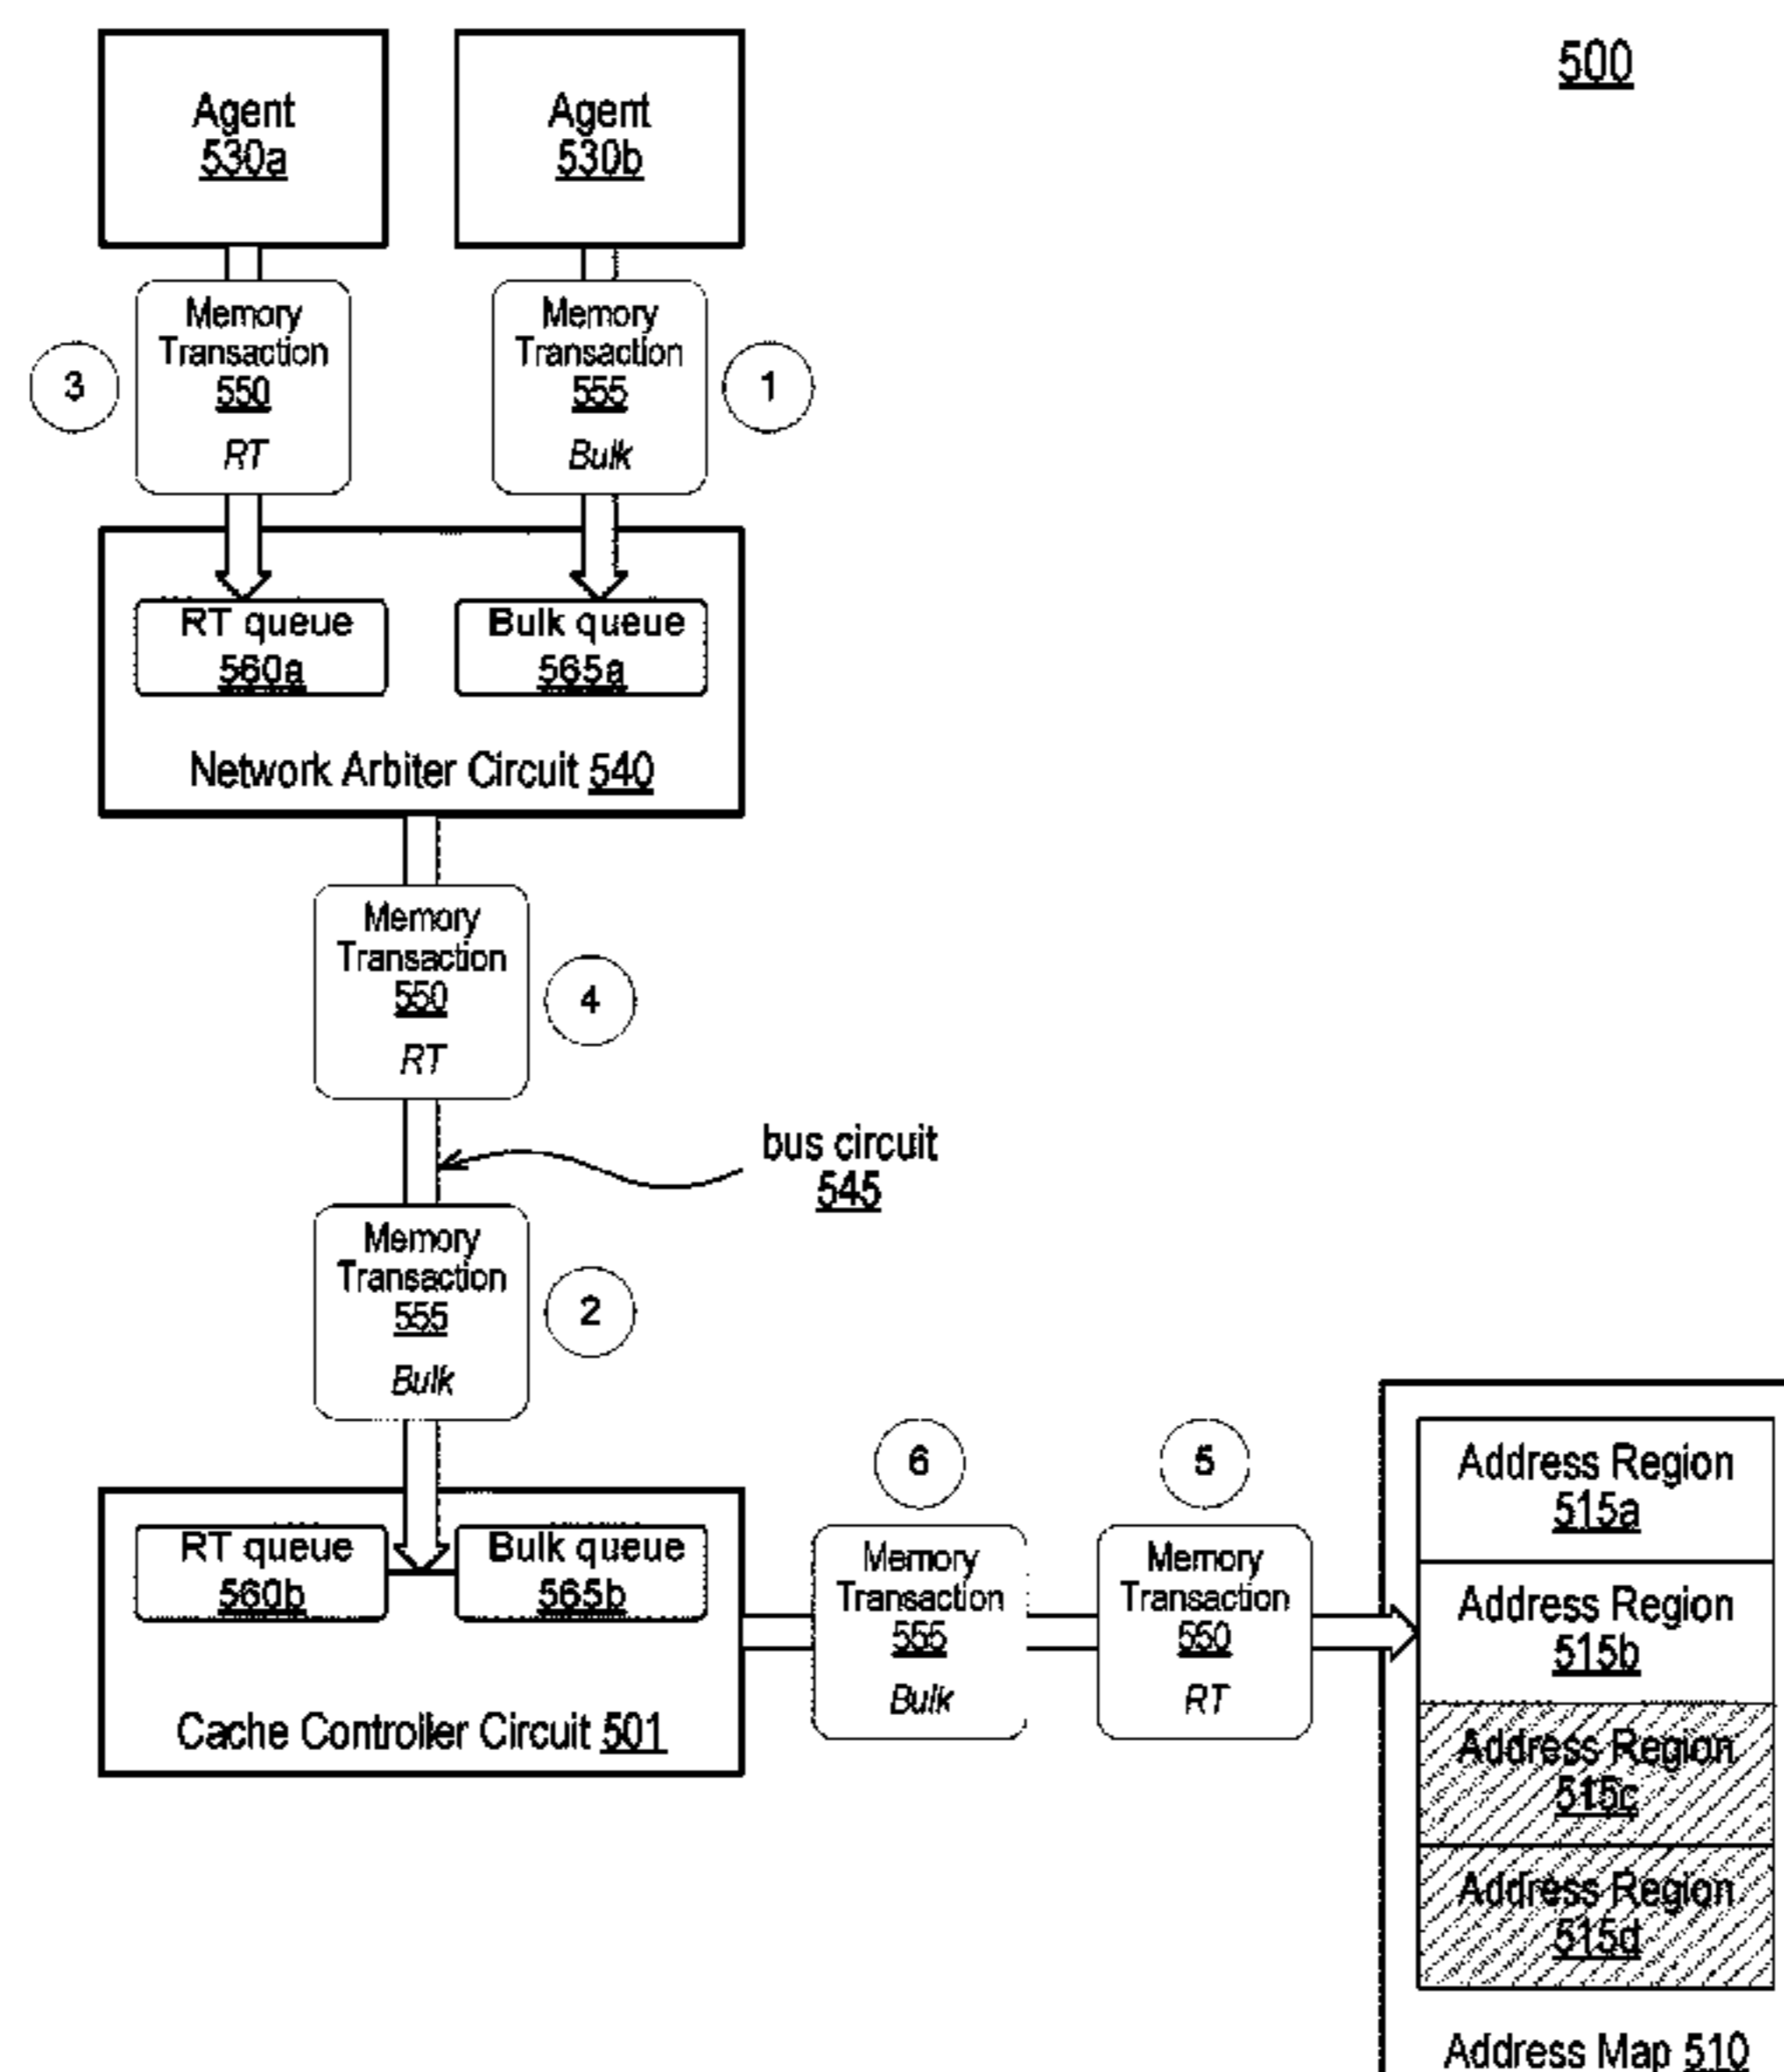 500
Agent
530a
Agent
530b
Memory
Transaction
550
RT
3
Memory
Transaction
555
Bulk
1
RT queue
560a
Bulk queue
565a
Network Arbiter Circuit 540
Memory
Transaction
550
RT
4
bus circuit
545
Memory
Transaction
555
Bulk
2
RT queue
560b
Bulk queue
565b
Cache Controller Circuit 501
6
Memory
Transaction
555
Bulk
5
Memory
Transaction
550
RT
Address Region
515a
Address Region
515b
Address Region
515c
Address Region
515d
Address Map 510